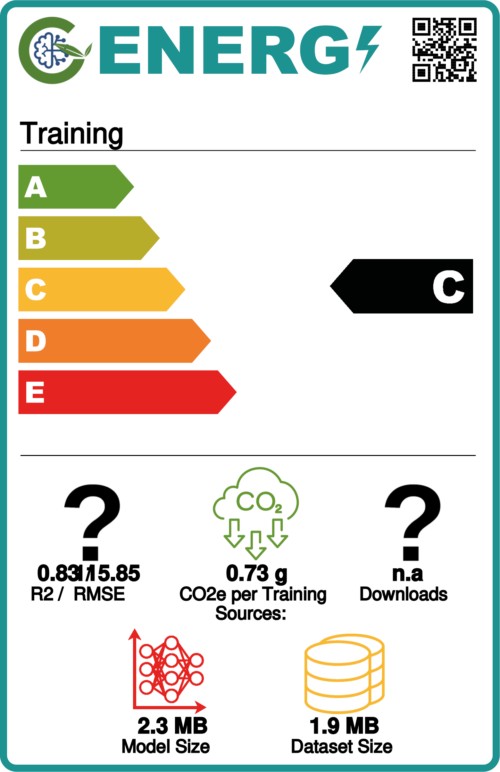 ENERG
Training
A
B
C
C
D
E
? CO₂ ?
0.83 / 15.85 0.73 g n.a
R2 / RMSE CO2e per Training Downloads
Sources:
2.3 MB 1.9 MB
Model Size Dataset Size